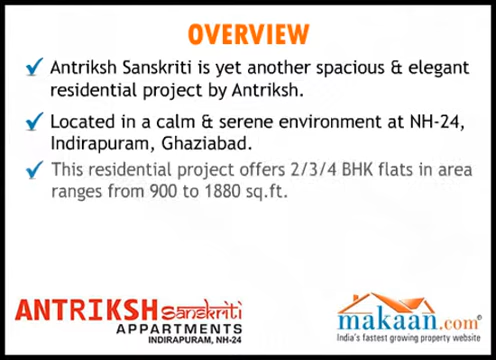 OVERVIEW
Antriksh Sanskriti is yet another spacious & elegant
residential project by Antriksh.
Located in a calm & serene environment at NH-24,
Indirapuram, Ghaziabad.
This residential project offers 2/3/4 BHK flats in area
ranges from 900 to 1880 sq.ft.
ANTRIKSH Sanskriti
APPARTMENTS
INDIRAPURAM, NH-24
makaan.com©
India's fastest growing property website